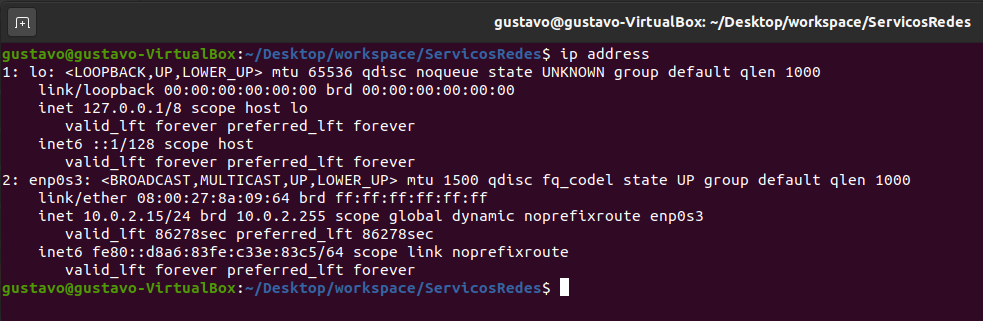 gustavo@gustavo-VirtualBox: ~/Desktop/workspace/ServicosRedes
gustavo@gustavo-VirtualBox:~/Desktop/workspace/ServicosRedes$ ip address
1: lo: <LOOPBACK,UP,LOWER_UP> mtu 65536 qdisc noqueue state UNKNOWN group default qlen 1000
    link/loopback 00:00:00:00:00:00 brd 00:00:00:00:00:00
    inet 127.0.0.1/8 scope host lo
       valid_lft forever preferred_lft forever
    inet6 ::1/128 scope host
       valid_lft forever preferred_lft forever
2: enp0s3: <BROADCAST,MULTICAST,UP,LOWER_UP> mtu 1500 qdisc fq_codel state UP group default qlen 1000
    link/ether 08:00:27:8a:09:64 brd ff:ff:ff:ff:ff:ff
    inet 10.0.2.15/24 brd 10.0.2.255 scope global dynamic noprefixroute enp0s3
       valid_lft 86278sec preferred_lft 86278sec
    inet6 fe80::d8a6:83fe:c33e:83c5/64 scope link noprefixroute
       valid_lft forever preferred_lft forever
gustavo@gustavo-VirtualBox:~/Desktop/workspace/ServicosRedes$